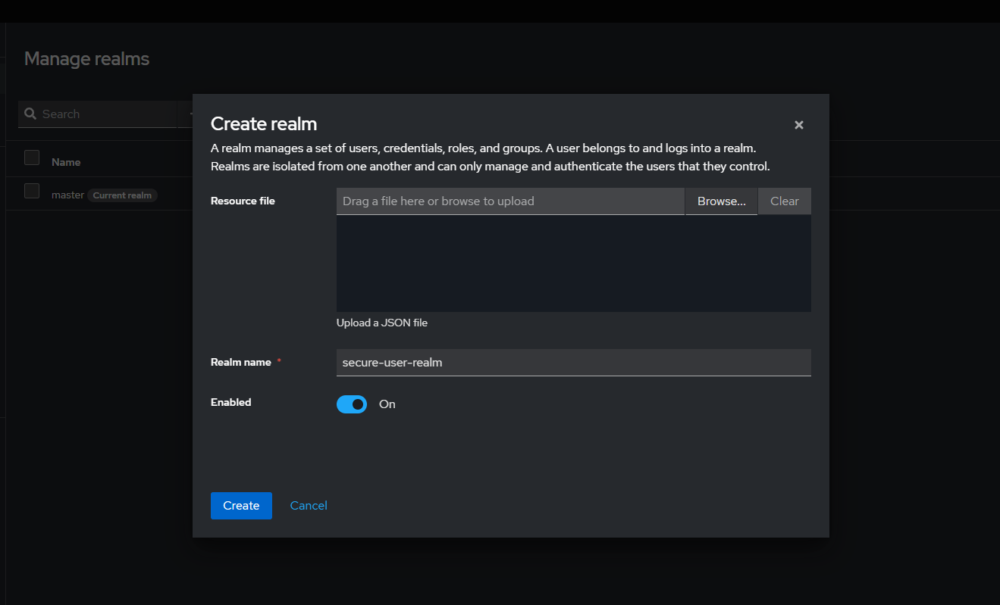 Manage realms
Search
Name
master Current realm
Create realm
A realm manages a set of users, credentials, roles, and groups. A user belongs to and logs into a realm.
Realms are isolated from one another and can only manage and authenticate the users that they control.
Resource file
Drag a file here or browse to upload
Browse...
Clear
Upload a JSON file
Realm name *
secure-user-realm
Enabled
On
Create
Cancel